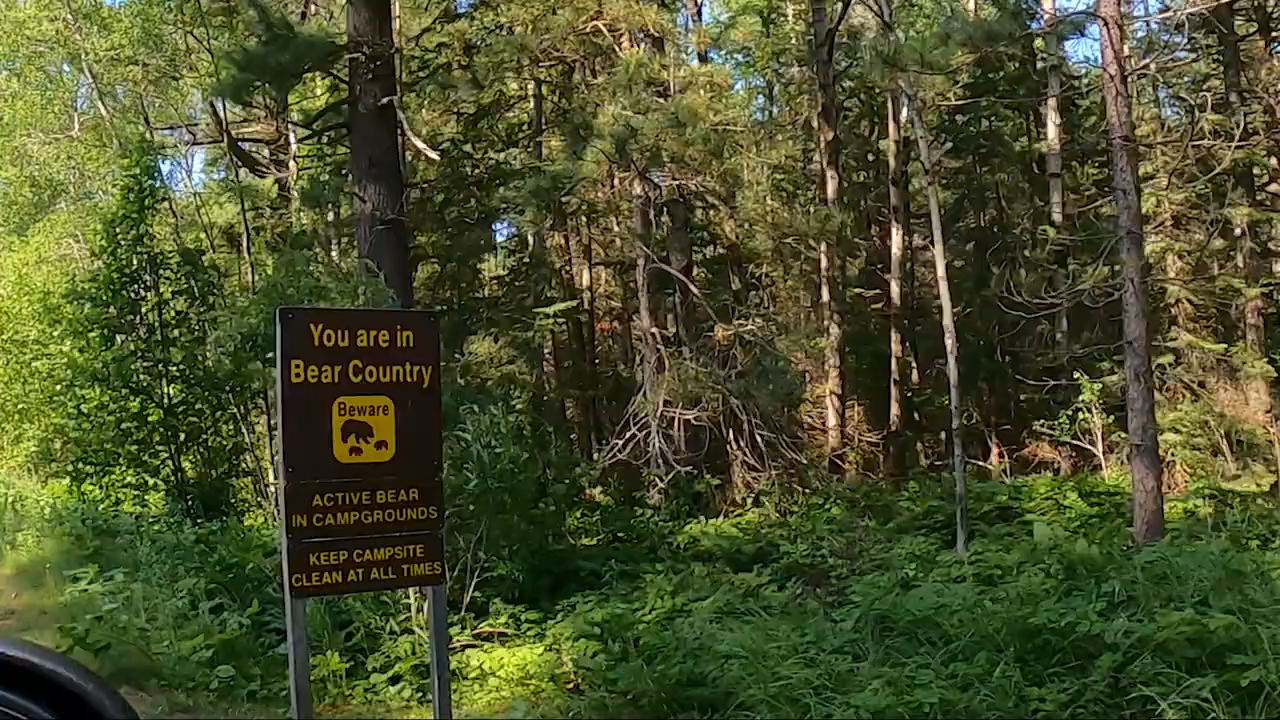 You are in
Bear Country
Beware
ACTIVE BEAR
IN CAMPGROUNDS
KEEP CAMPSITE
CLEAN AT ALL TIMES